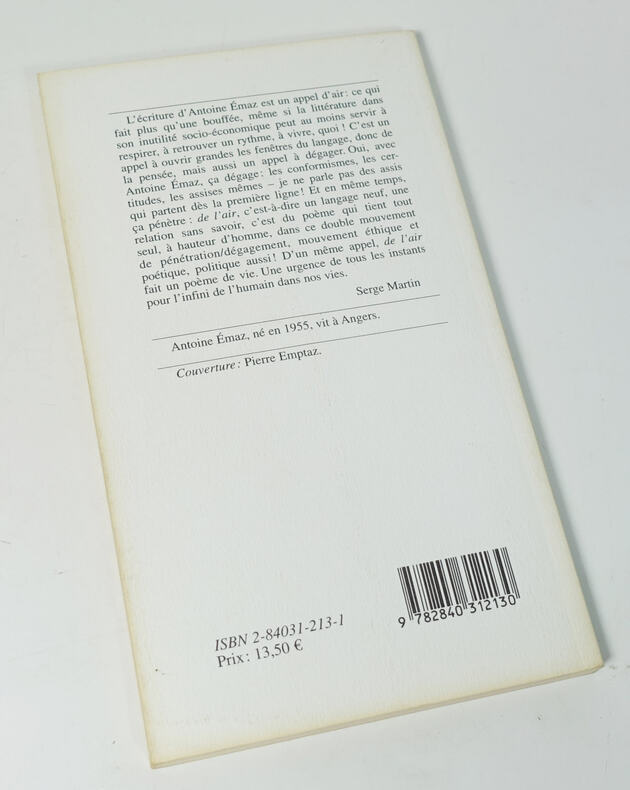 L'écriture d'Antoine Émaz est un appel d'air : ce qui
fait plus qu'une bouffée, même si la littérature dans
son inutilité socio-économique peut au moins servir à
respirer, à retrouver un rythme, à vivre, quoi ! C'est un
appel à ouvrir grandes les fenêtres du langage, donc de
la pensée, mais aussi un appel à dégager. Oui, avec
Antoine Émaz, ça dégage : les conformismes, les cer-
titudes, les assises mêmes – je ne parle pas des assis
qui partent dès la première ligne ! Et en même temps,
ça pénètre : de l'air, c'est-à-dire un langage neuf, une
relation sans savoir, c'est du poème qui tient tout
seul, à hauteur d'homme, dans ce double mouvement
de pénétration/dégagement, mouvement éthique et
poétique, politique aussi ! D'un même appel, de l'air
fait un poème de vie. Une urgence de tous les instants
pour l'infini de l'humain dans nos vies.
Serge Martin
Antoine Émaz, né en 1955, vit à Angers.
Couverture : Pierre Emptaz.
ISBN 2-84031-213-1
Prix : 13,50 €
9 782840 312130